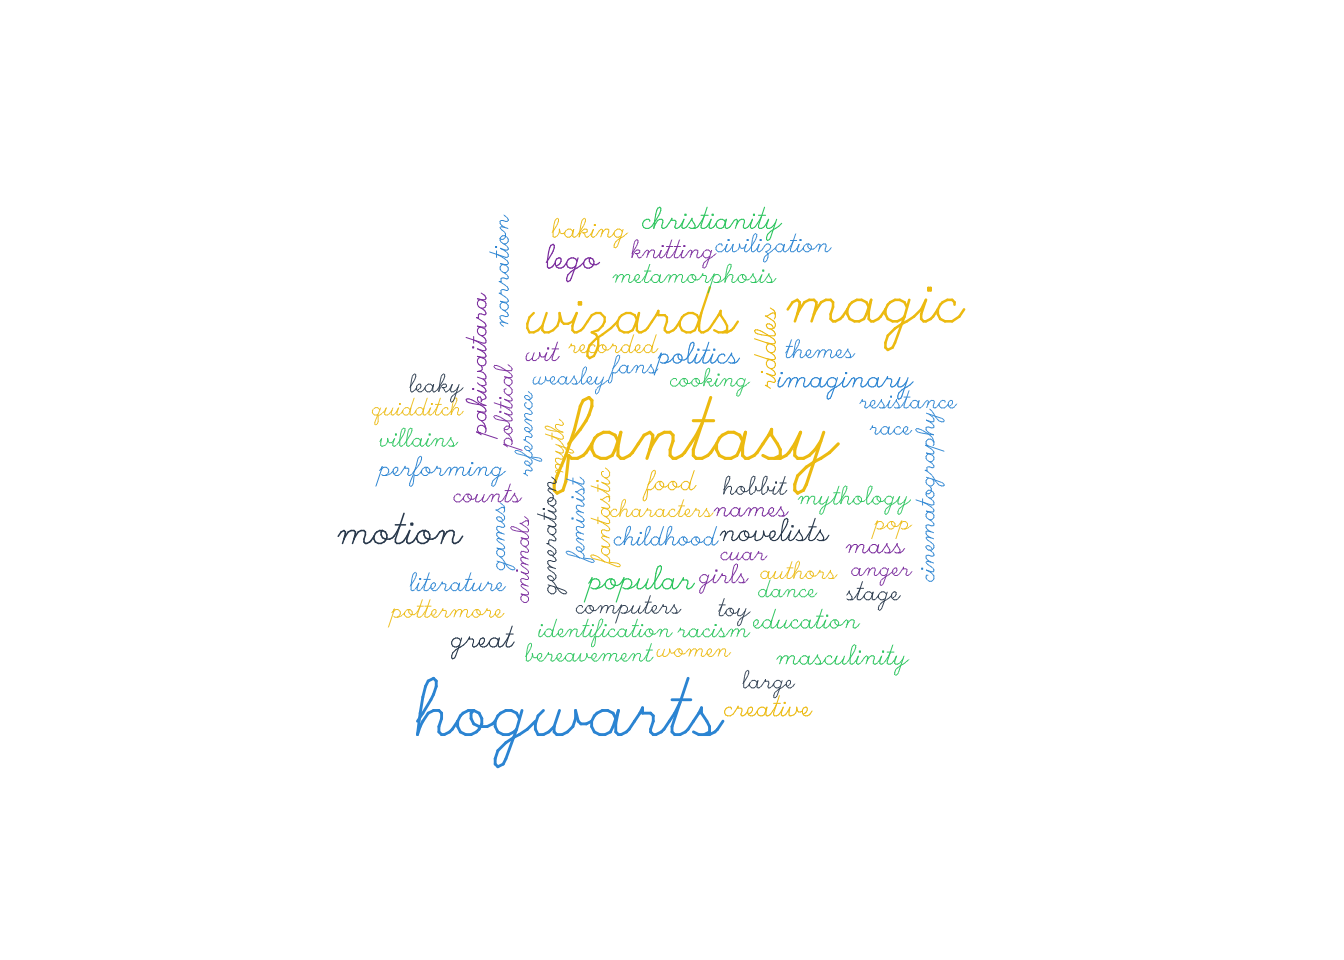 christianity
baking
narration
knitting
civilization
lego
metamorphosis
wizards
magic
pakiwaitara
riddles
recorded
wit
politics
themes
fans
weasley
cooking
imaginary
political
leaky
quidditch
reference
resistance
race
villains
myth
fantasy
cinematography
performing
food
hobbit
mythology
counts
feminist
fantastic
generation
characters
names
games
animals
motion
childhood
novelists
pop
mass
cuar
literature
popular
girls
authors
anger
dance
stage
pottermore
computers
toy
education
great
identification
racism
bereavement
women
masculinity
large
hogwarts
creative